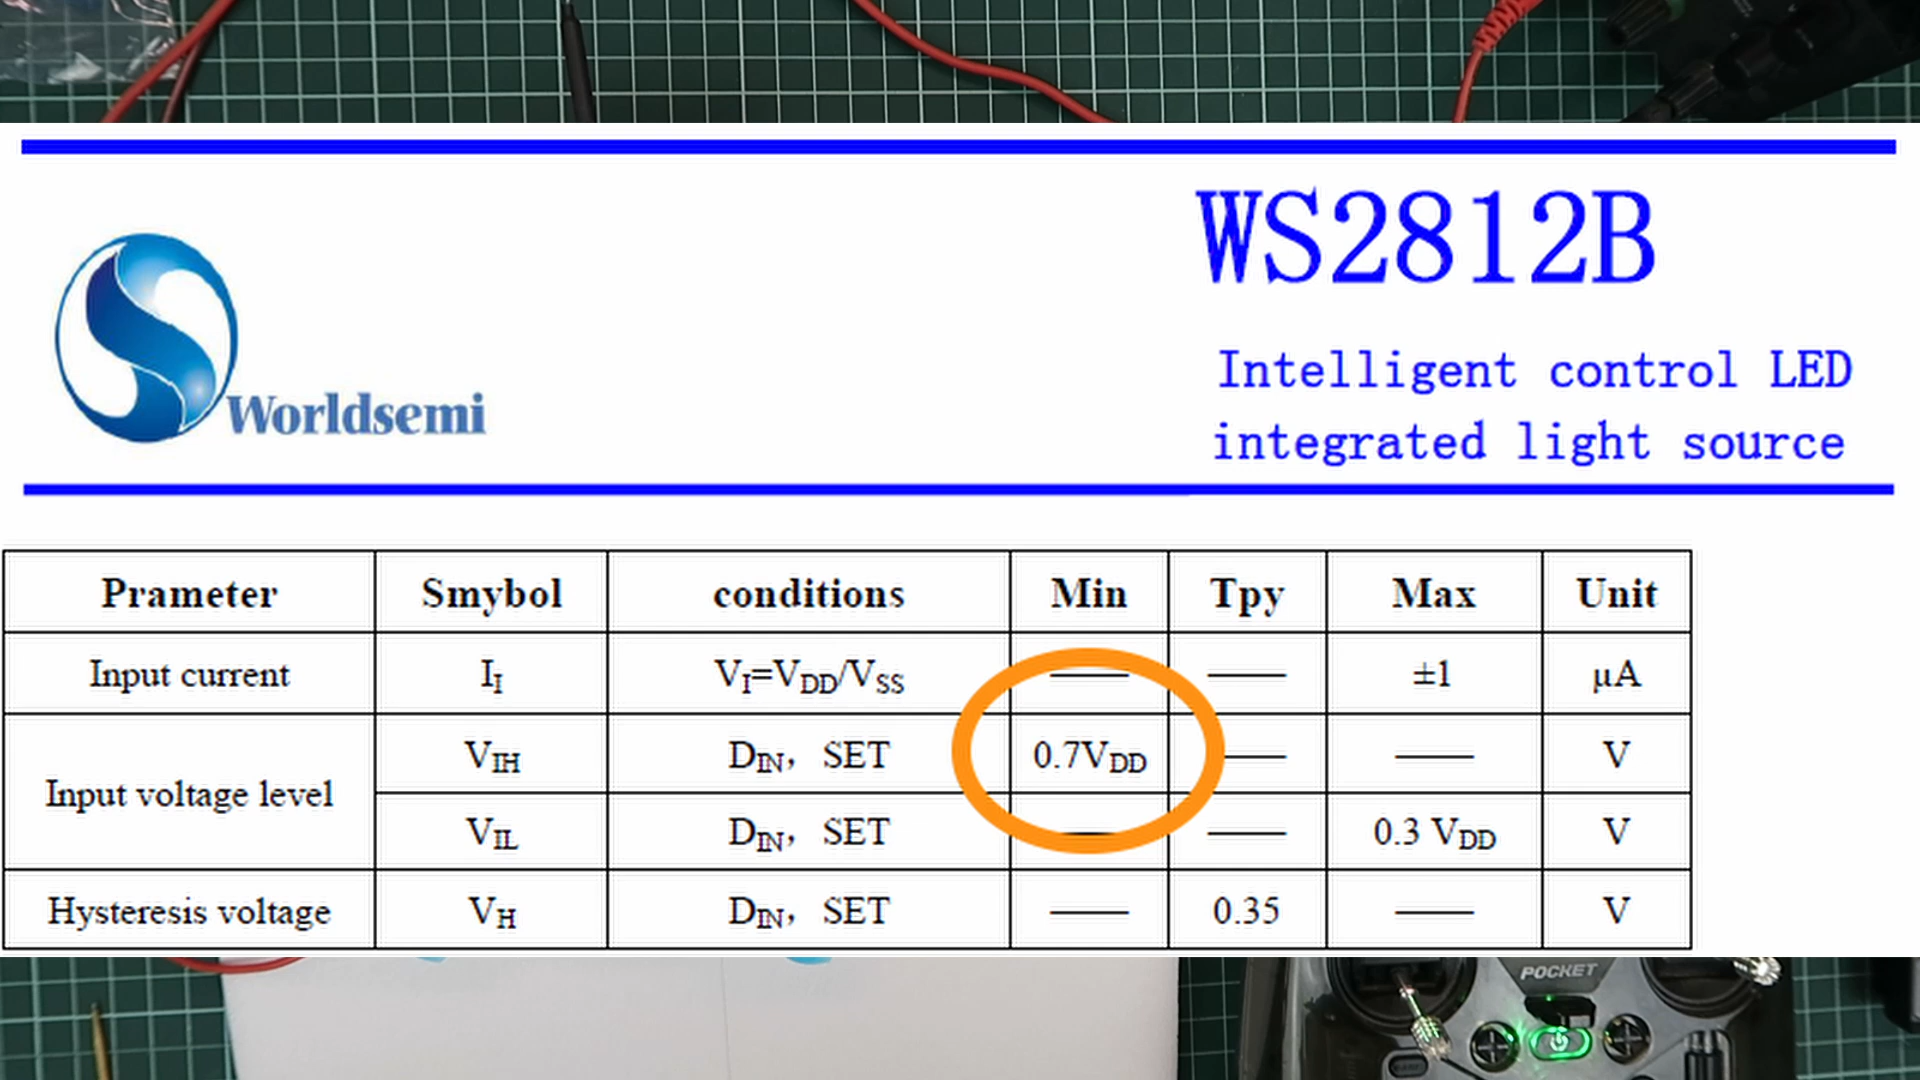 WS2812B
Intelligent control LED
integrated light source
Worldsemi
Prameter Smybol conditions Min Tpy Max Unit
Input current II VI=VDD/VSS —— —— ±1 μA
Input voltage level VIH DIN, SET 0.7VDD —— —— V
VIL DIN, SET —— —— 0.3 VDD V
Hysteresis voltage VH DIN, SET —— 0.35 —— V
POCKET